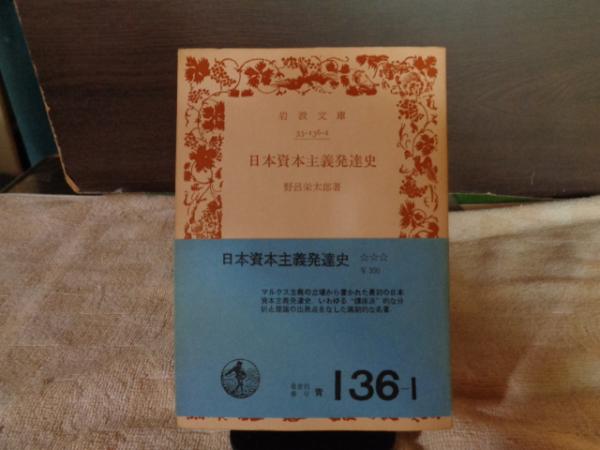 岩波文庫
33-136-1
日本資本主義発達史
野呂栄太郎著
日本資本主義発達史 ☆☆☆
¥300
マルクス主義の立場から書かれた最初の日本
資本主義発達史．いわゆる“講座派”的な分
析と理論の出発点をなした画期的な名著
青 136-1